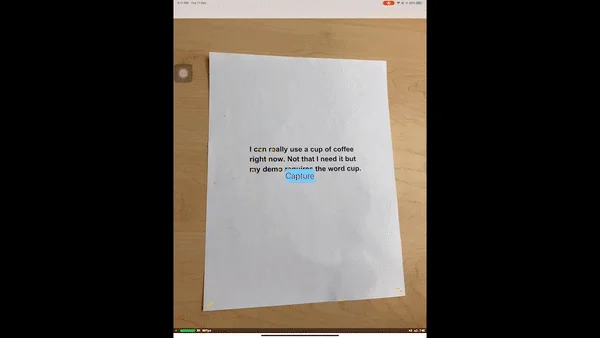 I can really use a cup of coffee
right now. Not that I need it but
my demo requires the word cup.
Capture